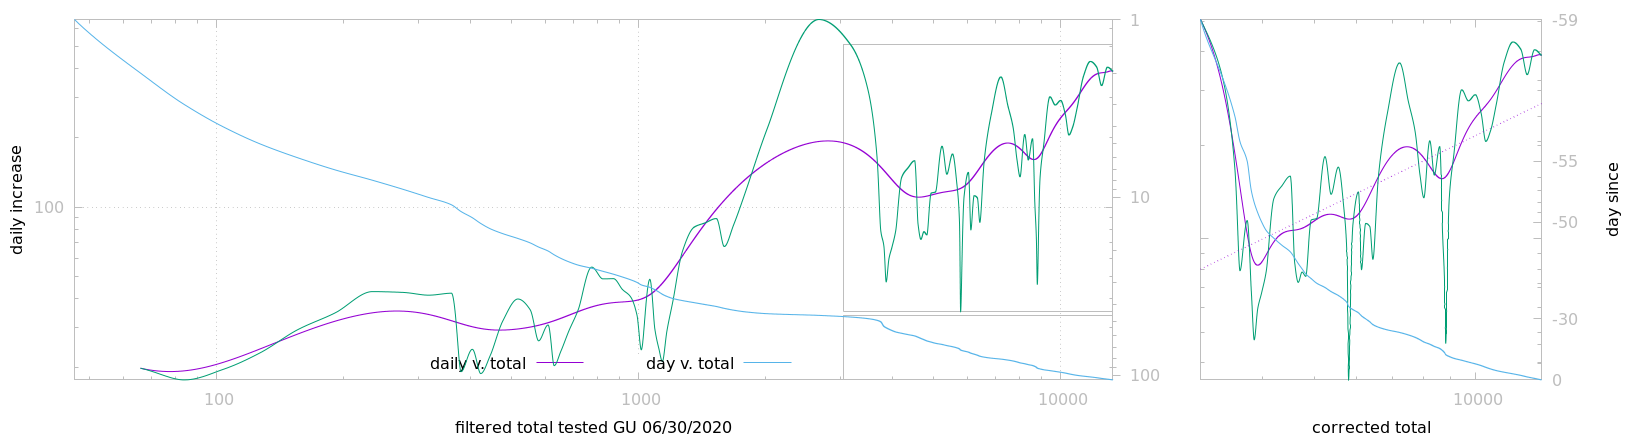 daily increase
100
daily v. total
day v. total
1
10
100
100
1000
10000
filtered total tested GU 06/30/2020
-59
-55
-50
-30
0
day since
10000
corrected total